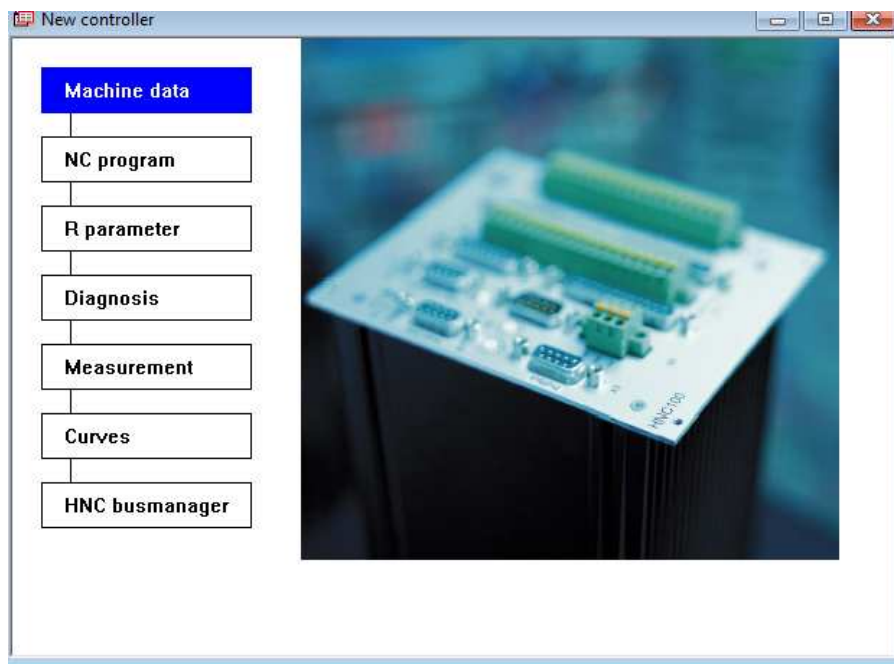 New controller
Machine data
NC program
R parameter
Diagnosis
Measurement
Curves
HNC busmanager
HNC100